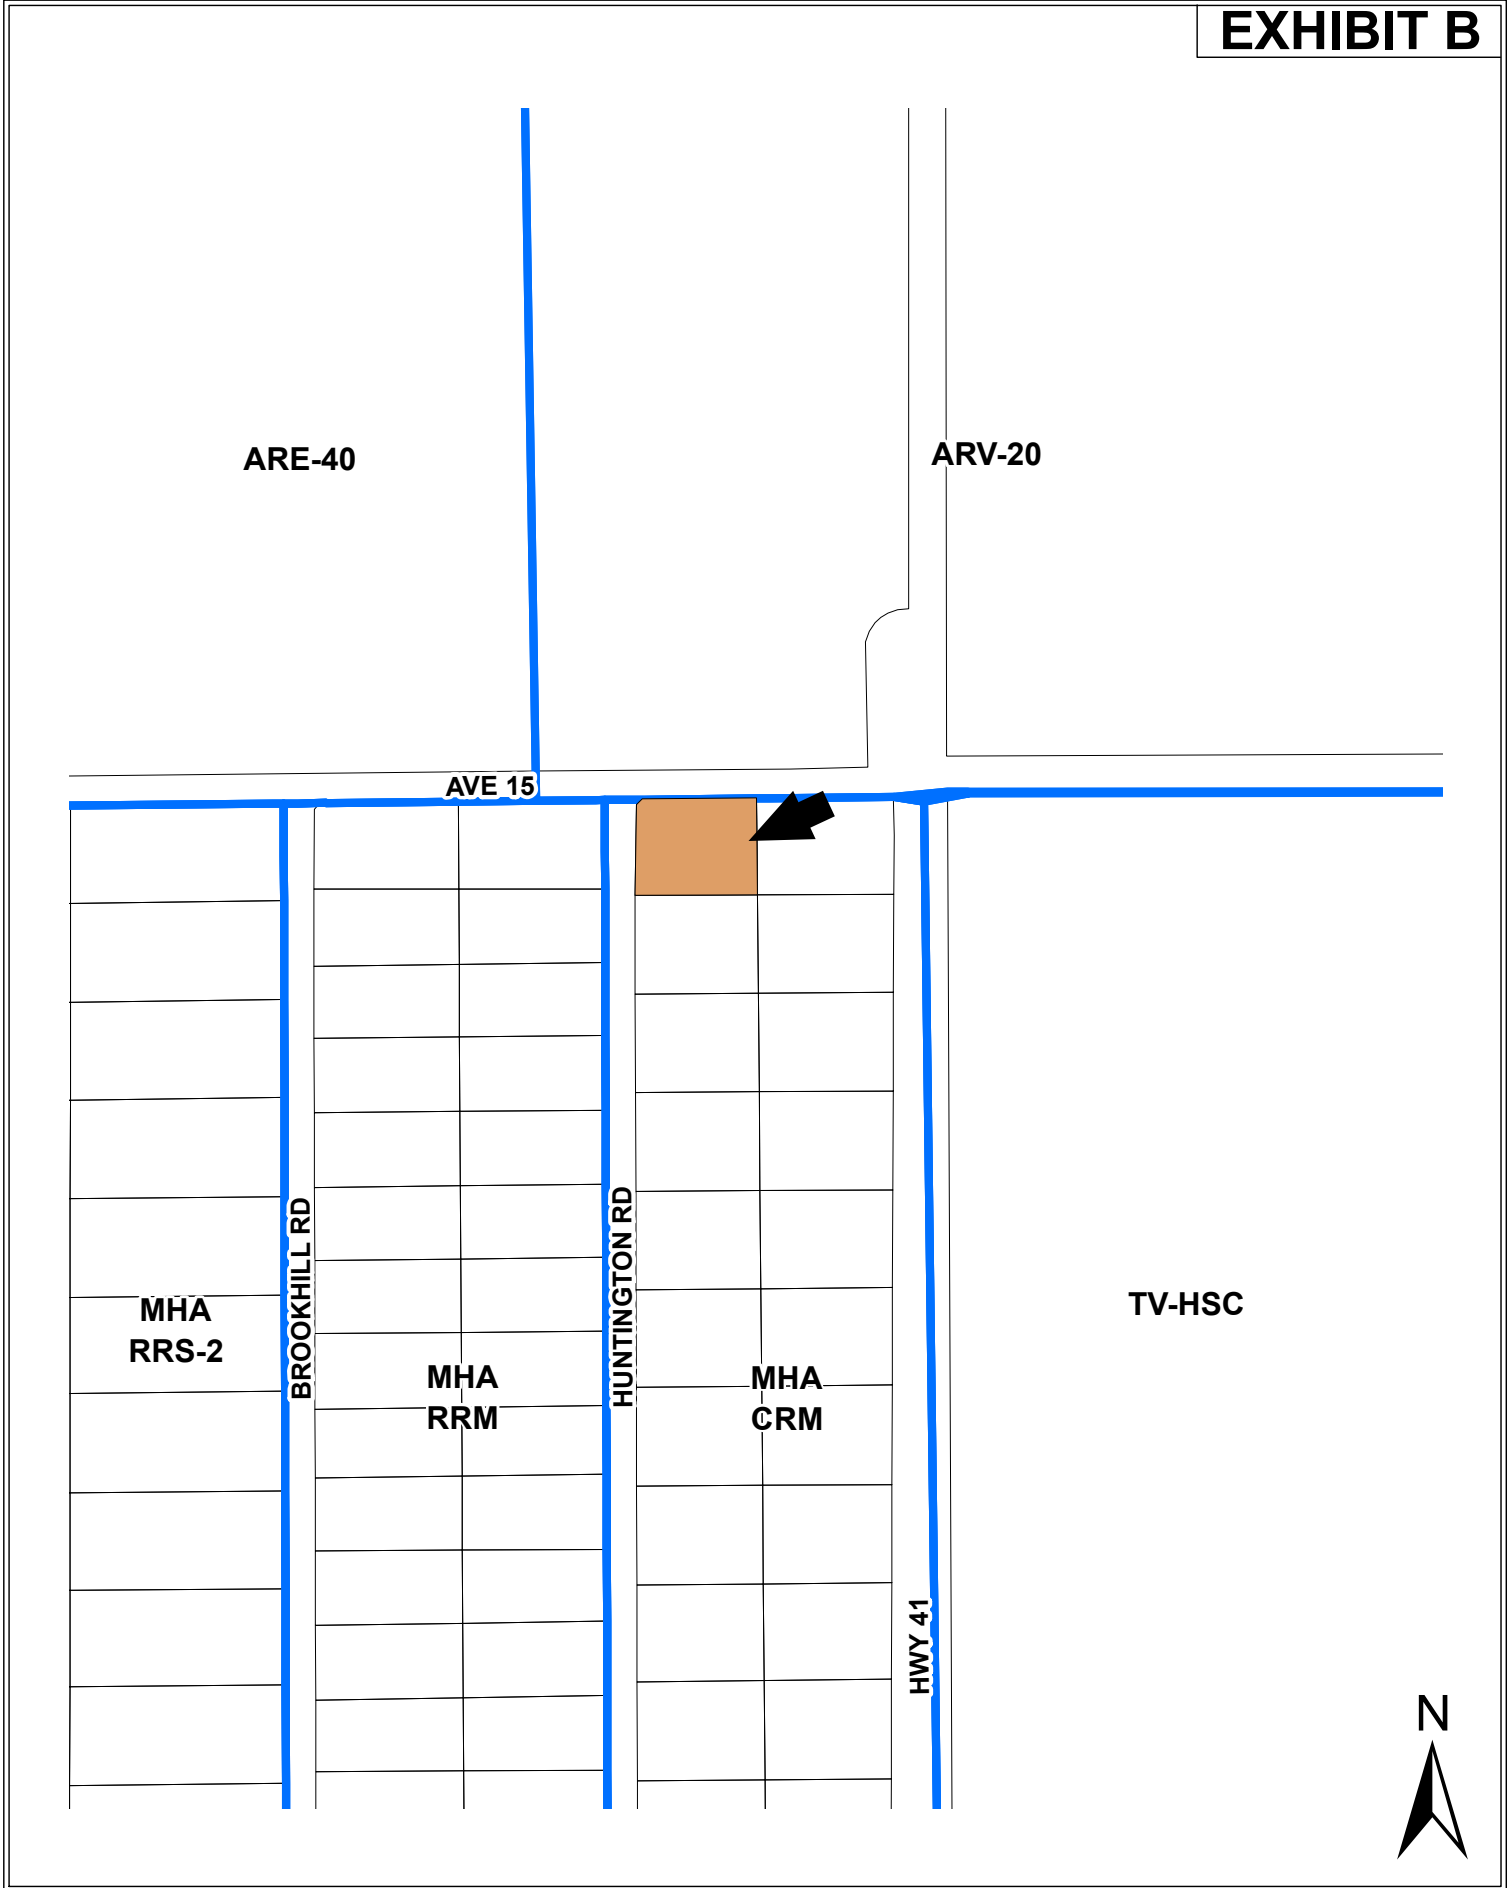 EXHIBIT B
ARE-40
ARV-20
AVE 15
BROOKHILL RD
HUNTINGTON RD
MHA
RRS-2
TV-HSC
MHA
RRM
MHA
CRM
HWY 41
N